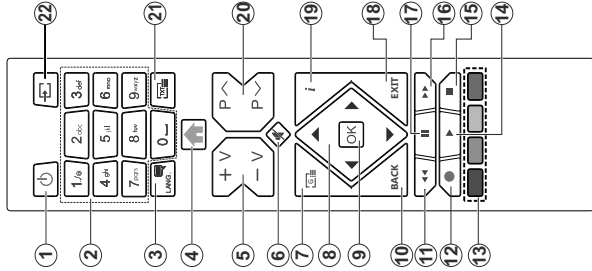 1
22
1./@
2abc
3def
2
4ghi
5jkl
6mno
7pqrs
8tuv
9wxyz
3
LANG.
0
TXT
21
4
5
+ V
− V
P
P
20
6
7
G
i
19
8
9
OK
10
BACK
EXIT
18
11
17
16
12
14
15
13